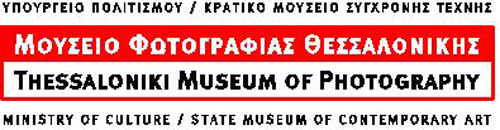 ΥΠΟΥΡΓΕΙΟ ΠΟΛΙΤΙΣΜΟΥ / ΚΡΑΤΙΚΟ ΜΟΥΣΕΙΟ ΣΥΓΧΡΟΝΗΣ ΤΕΧΝΗΣ
ΜΟΥΣΕΙΟ ΦΩΤΟΓΡΑΦΙΑΣ ΘΕΣΣΑΛΟΝΙΚΗΣ
THESSALONIKI MUSEUM OF PHOTOGRAPHY
MINISTRY OF CULTURE / STATE MUSEUM OF CONTEMPORARY ART